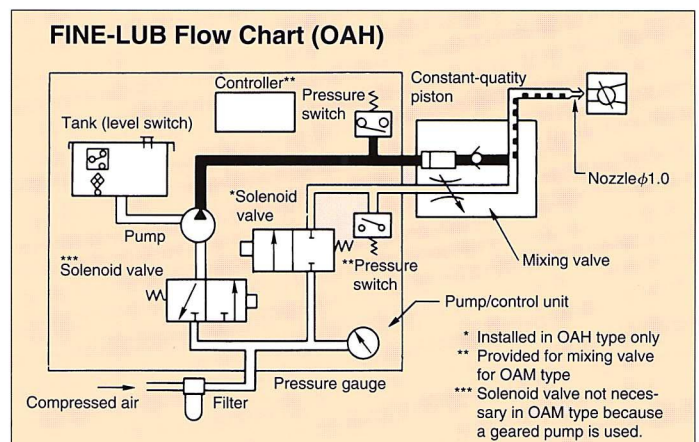 FINE-LUB Flow Chart (OAH)
Controller**
Pressure
switch
Constant-quatity
piston
Tank (level switch)
*Solenoid
valve
Nozzleϕ1.0
Pump
***
Solenoid valve
**Pressure
switch
Mixing valve
Pump/control unit
* Installed in OAH type only
** Provided for mixing valve
for OAM type
*** Solenoid valve not neces-
sary in OAM type because
a geared pump is used.
Pressure gauge
Compressed air
Filter